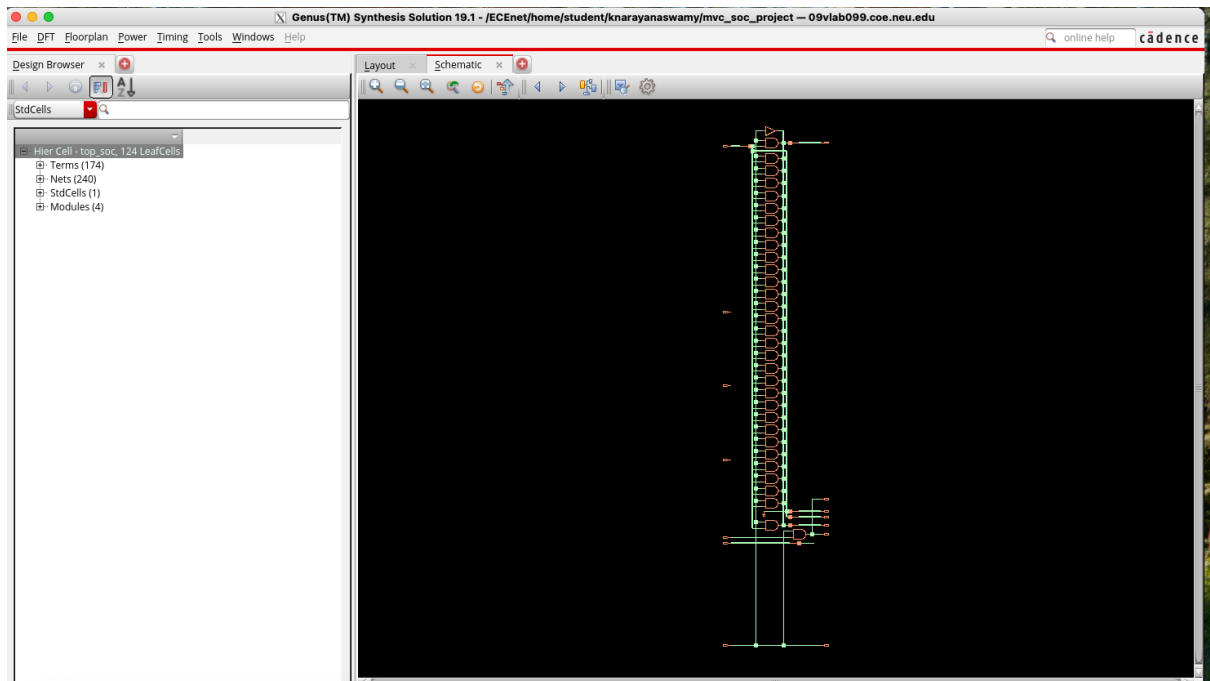 Genus(TM) Synthesis Solution 19.1 - /ECEnet/home/student/knarayanaswamy/mvc_soc_project — 09vlab099.coe.neu.edu
File DFT Floorplan Power Timing Tools Windows Help
online help
cādence
Design Browser
Layout
Schematic
A
Z
StdCells
Hier Cell - top_soc, 124 LeafCells
Terms (174)
Nets (240)
StdCells (1)
Modules (4)